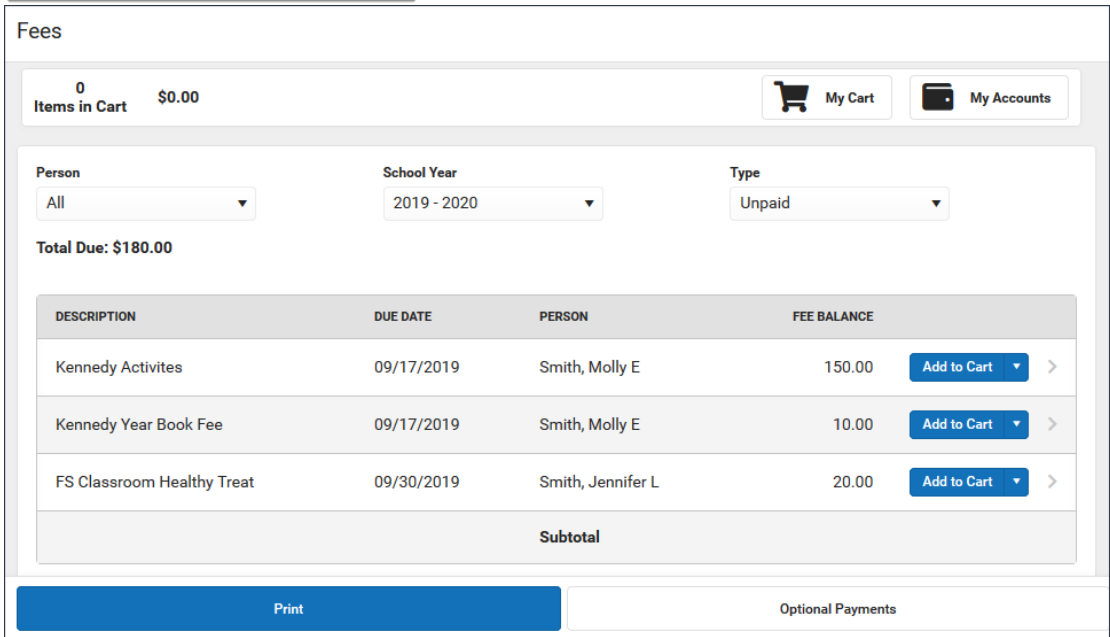 Fees
0
Items in Cart
$0.00
My Cart
My Accounts
Person
School Year
Type
All
2019 - 2020
Unpaid
Total Due: $180.00
DESCRIPTION DUE DATE PERSON FEE BALANCE
Kennedy Activites 09/17/2019 Smith, Molly E 150.00 Add to Cart
Kennedy Year Book Fee 09/17/2019 Smith, Molly E 10.00 Add to Cart
FS Classroom Healthy Treat 09/30/2019 Smith, Jennifer L 20.00 Add to Cart
Subtotal
Print
Optional Payments